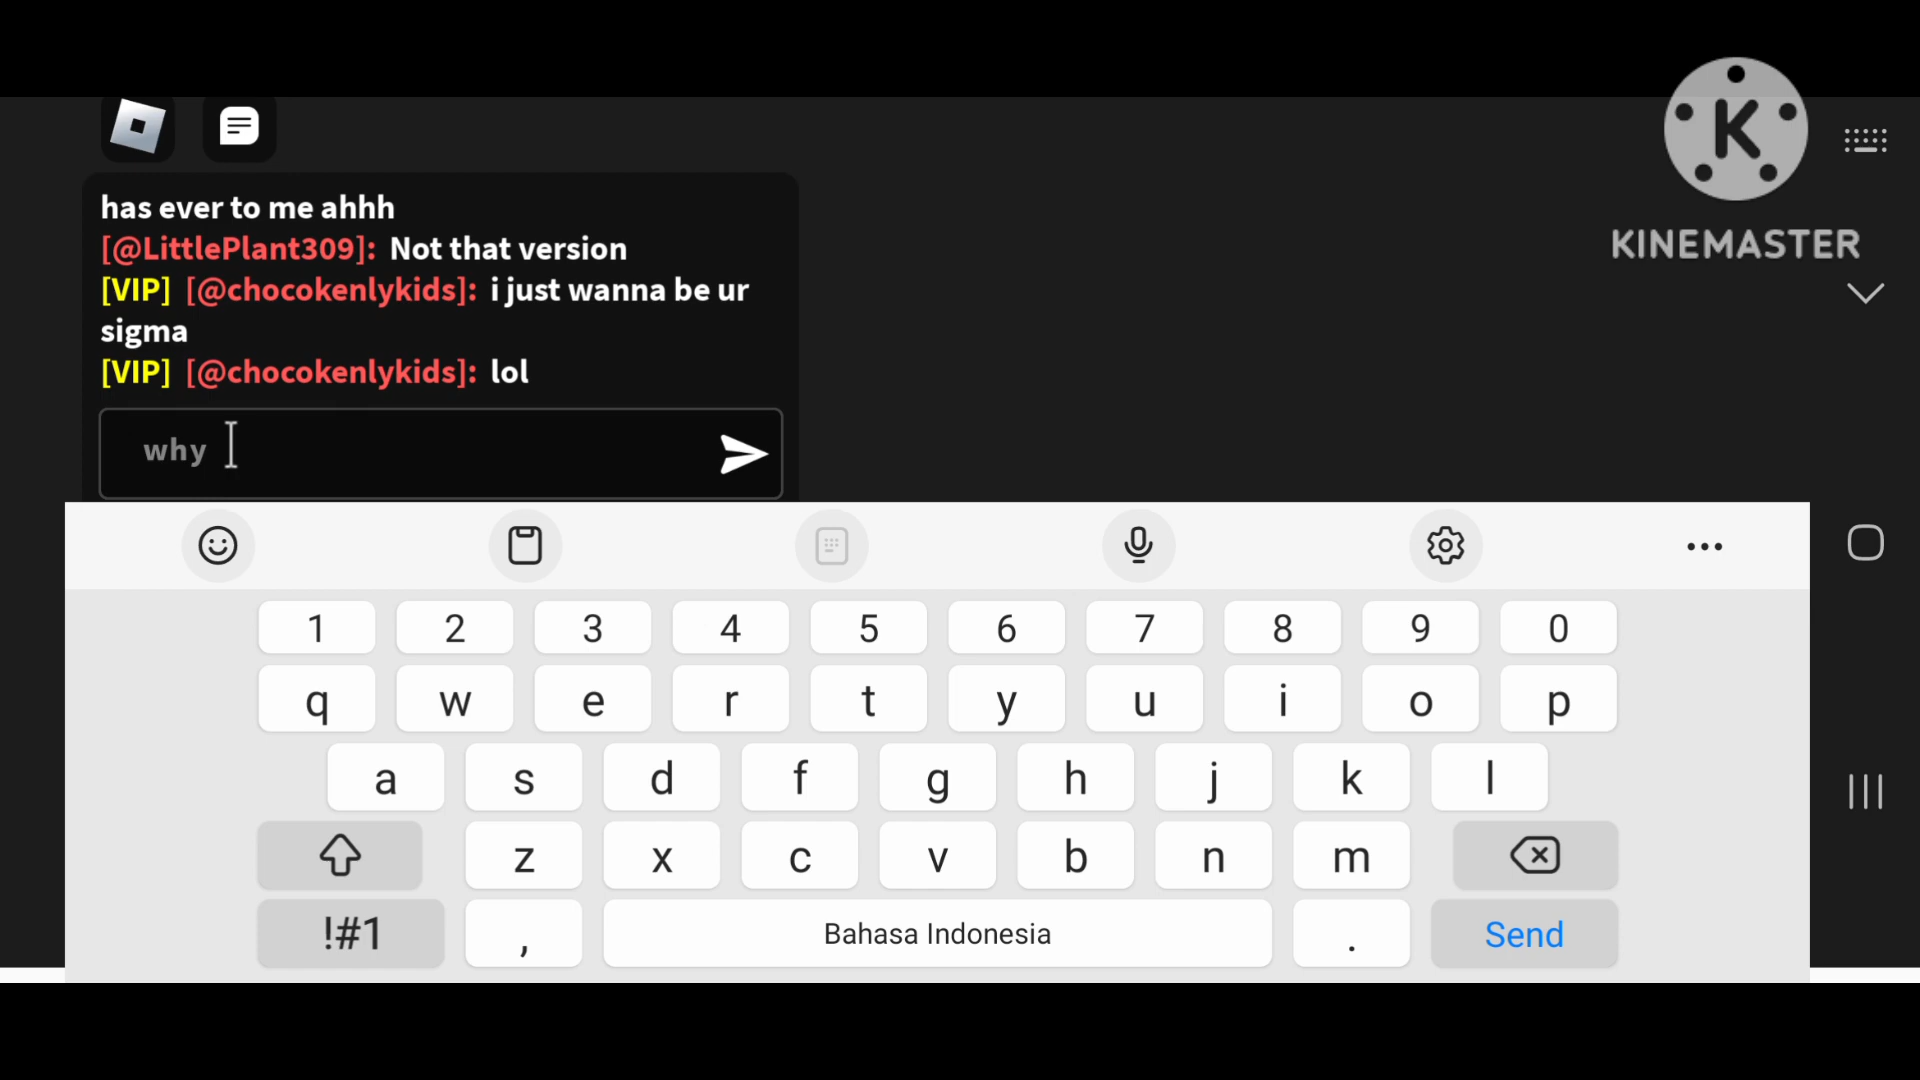 K
KINEMASTER
has ever to me ahhh
[@LittlePlant309]: Not that version
[VIP] [@chocokenlykids]: i just wanna be ur
sigma
[VIP] [@chocokenlykids]: lol
why
1 2 3 4 5 6 7 8 9 0
q w e r t y u i o p
a s d f g h j k l
z x c v b n m
!#1 , Bahasa Indonesia . Send